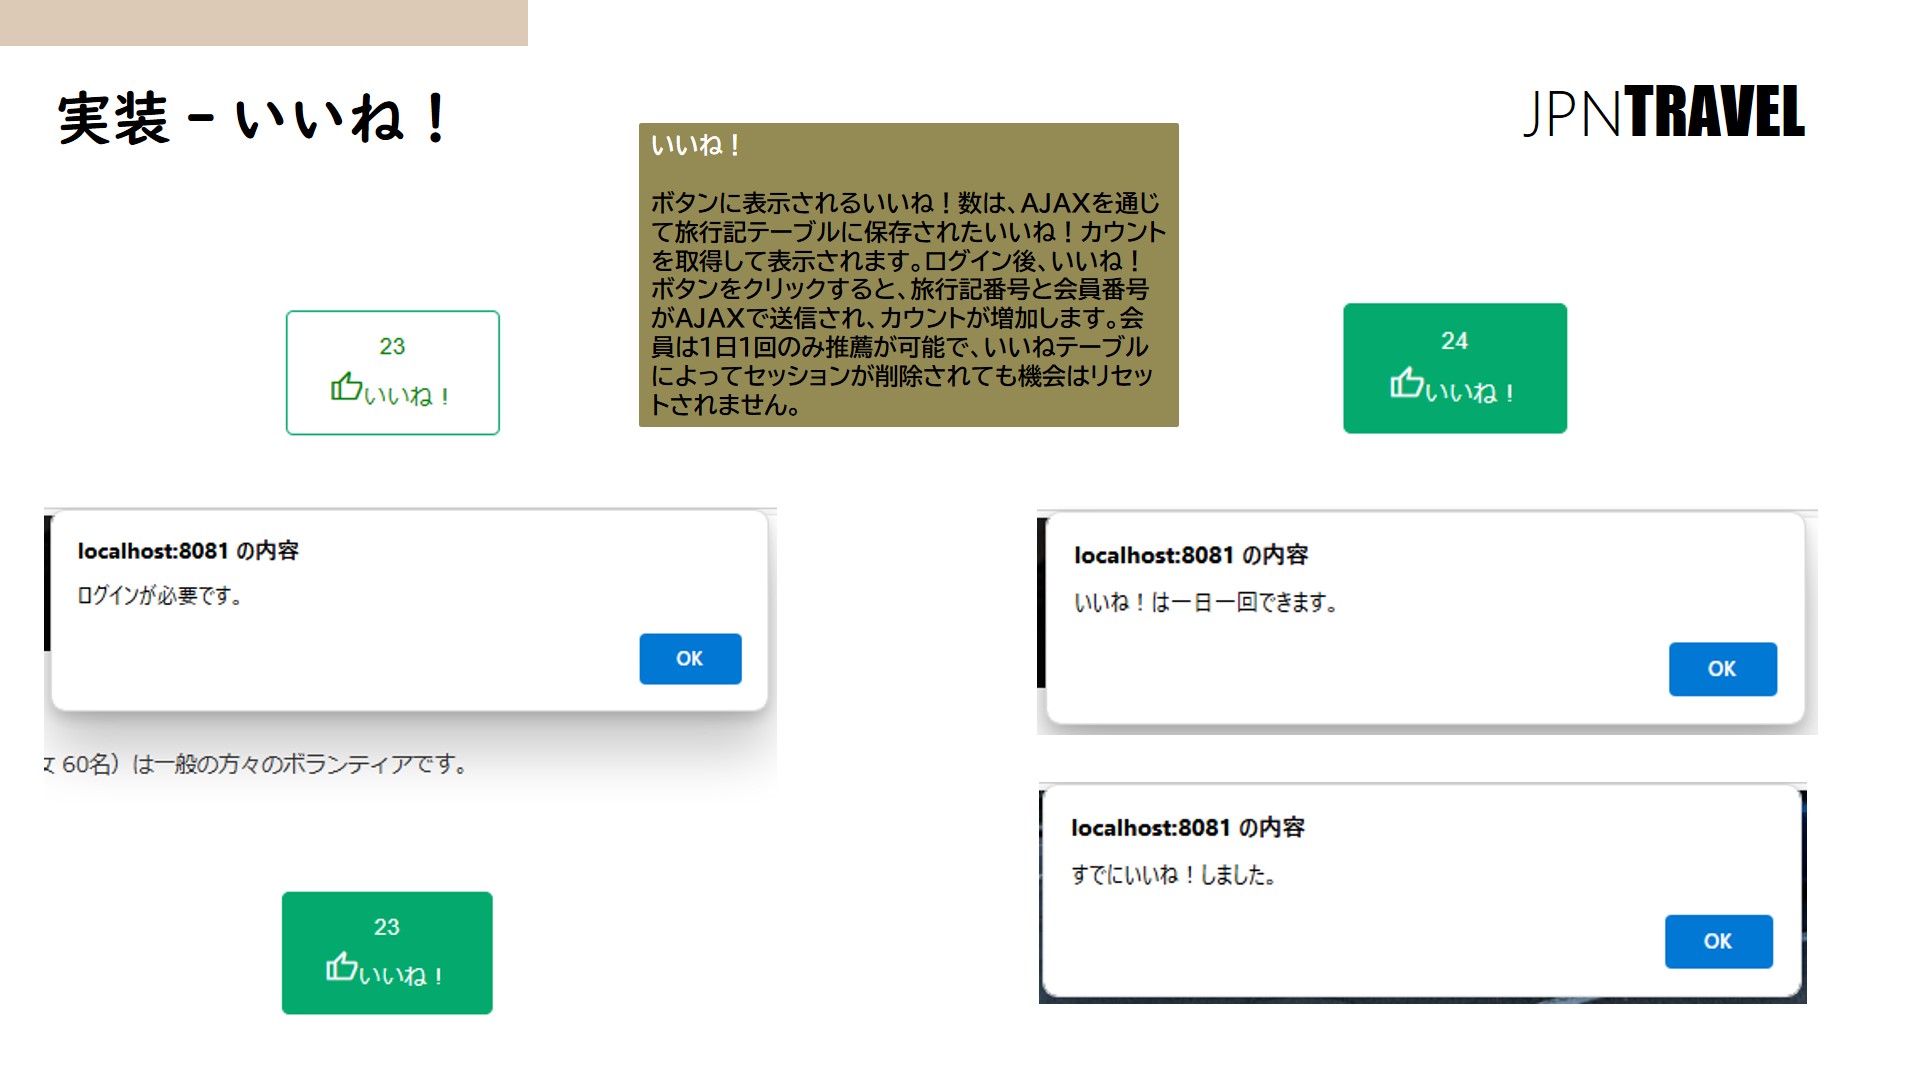 実装 – いいね！
JPNTRAVEL
いいね！
ボタンに表示されるいいね！数は、AJAXを通じ
て旅行記テーブルに保存されたいいね！カウント
を取得して表示されます。ログイン後、いいね！
ボタンをクリックすると、旅行記番号と会員番号
がAJAXで送信され、カウントが増加します。会
員は1日1回のみ推薦が可能で、いいねテーブル
によってセッションが削除されても機会はリセッ
トされません。
23
いいね！
24
いいね！
localhost:8081 の内容
ログインが必要です。
OK
60名）は一般の方々のボランティアです。
23
いいね！
localhost:8081 の内容
いいね！は一日一回できます。
OK
localhost:8081 の内容
すでにいいね！しました。
OK